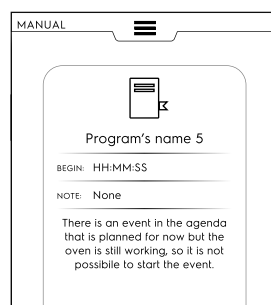 MANUAL
Program's name 5
BEGIN: HH:MM:SS
NOTE: None
There is an event in the agenda
that is planned for now but the
oven is still working, so it is not
possibile to start the event.